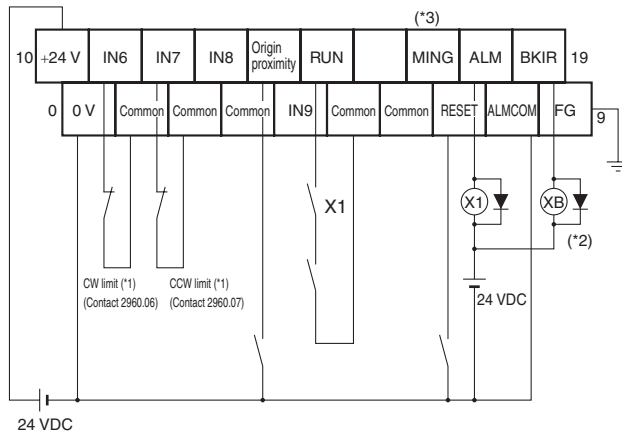 (*3)
10 +24 V IN6 IN7 IN8 Origin proximity RUN MING ALM BKIR 19
0 0 V Common Common Common IN9 Common Common RESET ALMCOM FG 9
X1
X1 XB
(*2)
CW limit (*1)
(Contact 2960.06)
CCW limit (*1)
(Contact 2960.07)
24 VDC
24 VDC